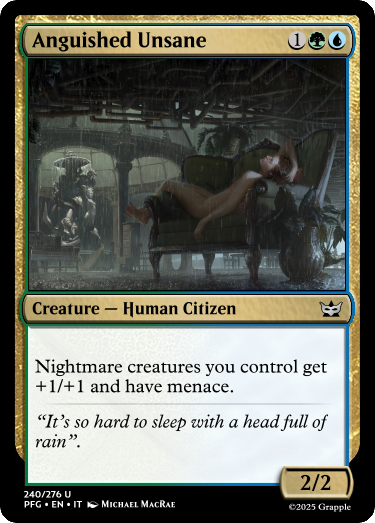 Anguished Unsane 1
Creature — Human Citizen
Nightmare creatures you control get
+1/+1 and have menace.
“It’s so hard to sleep with a head full of
rain”.
2/2
240/276 U
PFG • EN • IT Michael MacRae
©2025 Grapple